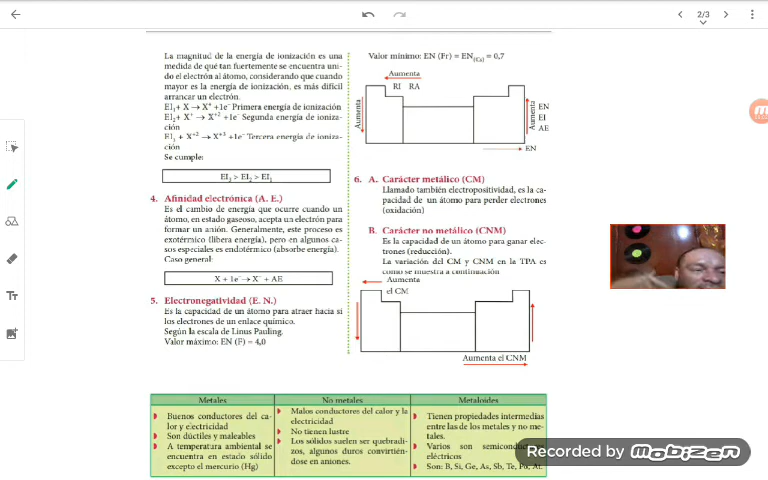 2/3
La magnitud de la energía de ionización es una
medida de qué tan fuertemente se encuentra uni-
do el electrón al átomo, considerando que cuando
mayor es la energía de ionización, es más difícil
arrancar un electrón.
EI₁ + X → X⁺ +1e⁻ Primera energía de ionización
EI₂+ X⁺ → X⁺² +1e⁻ Segunda energía de ioniza-
ción
EI₃ + X⁺² → X⁺³ +1e⁻ Tercera energía de ioniza-
ción
Se cumple:
EI₃ > EI₂ > EI₁
4. Afinidad electrónica (A. E.)
Es el cambio de energía que ocurre cuando un
átomo, en estado gaseoso, acepta un electrón para
formar un anión. Generalmente, este proceso es
exotérmico (libera energía), pero en algunos ca-
sos especiales es endotérmico (absorbe energía).
Caso general:
X + 1e⁻ → X⁻ + AE
5. Electronegatividad (E. N.)
Es la capacidad de un átomo para atraer hacia sí
los electrones de un enlace químico.
Según la escala de Linus Pauling.
Valor máximo: EN (F) = 4,0
Valor mínimo: EN (Fr) = EN(Cs) = 0,7
Aumenta
RI RA
Aumenta
Aumenta
EN
EI
AE
EN
6. A. Carácter metálico (CM)
Llamado también electropositividad, es la ca-
pacidad de un átomo para perder electrones
(oxidación)
B. Carácter no metálico (CNM)
Es la capacidad de un átomo para ganar elec-
trones (reducción).
La variación del CM y CNM en la TPA es
como se muestra a continuación
Aumenta
el CM
Aumenta el CNM
Metales
Buenos conductores del ca-
lor y electricidad
Son dúctiles y maleables
A temperatura ambiental se
encuentra en estado sólido
excepto el mercurio (Hg)
No metales
Malos conductores del calor y la
electricidad
No tienen lustre
Los sólidos suelen ser quebradi-
zos, algunos duros convirtién-
dose en aniones.
Metaloides
Tienen propiedades intermedias
entre las de los metales y no me-
tales.
Varios son
eléctricos
Son: B, Si, Ge, As, Sb, Te, Po, At.
Recorded by mobizen
Tт